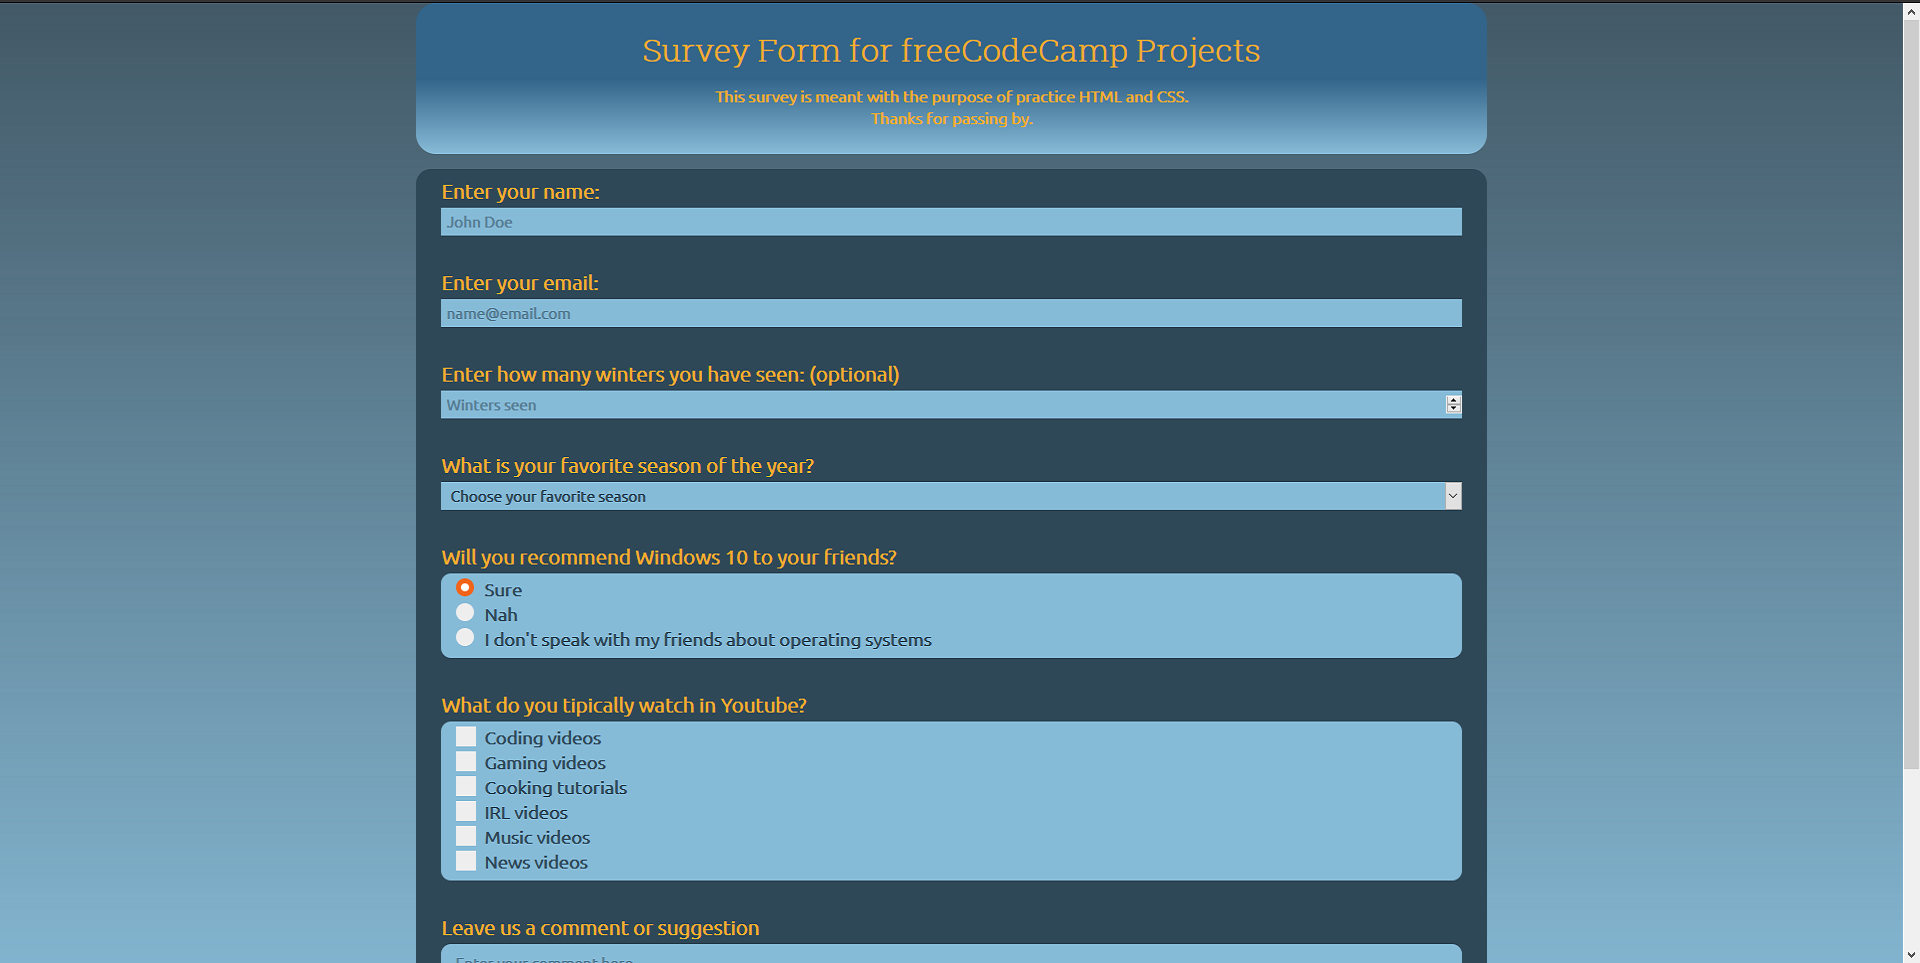 Survey Form for freeCodeCamp Projects
This survey is meant with the purpose of practice HTML and CSS.
Thanks for passing by.
Enter your name:
John Doe
Enter your email:
name@email.com
Enter how many winters you have seen: (optional)
Winters seen
What is your favorite season of the year?
Choose your favorite season
Will you recommend Windows 10 to your friends?
Sure
Nah
I don't speak with my friends about operating systems
What do you tipically watch in Youtube?
Coding videos
Gaming videos
Cooking tutorials
IRL videos
Music videos
News videos
Leave us a comment or suggestion
Enter your comment here